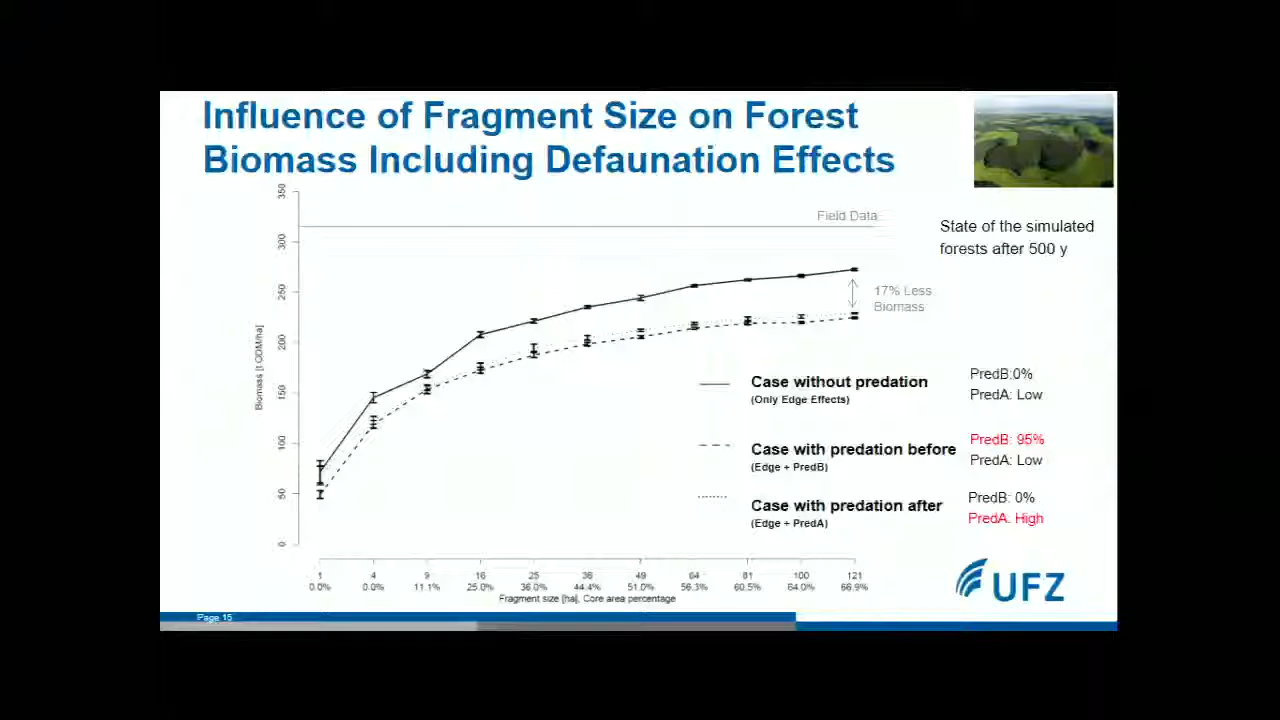 Influence of Fragment Size on Forest
Biomass Including Defaunation Effects
State of the simulated
forests after 500 y
Field Data
17% Less
Biomass
350
300
250
200
150
100
50
0
Biomass [t ODM/ha]
Case without predation
(Only Edge Effects)
PredB:0%
PredA: Low
Case with predation before
(Edge + PredB)
PredB: 95%
PredA: Low
Case with predation after
(Edge + PredA)
PredB: 0%
PredA: High
1 4 9 16 25 36 49 64 81 100 121
0.0% 0.0% 11.1% 25.0% 36.0% 44.4% 51.0% 56.3% 60.5% 64.0% 66.9%
Fragment size [ha], Core area percentage
UFZ
Page 15